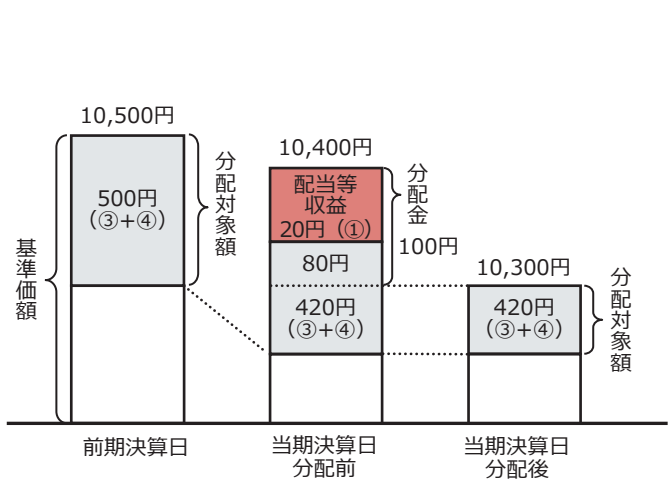 10,500円
500円
（③＋④）
分配対象額
基準価額
前期決算日
10,400円
配当等
収益
20円（①）
80円
420円
（③＋④）
分配金
100円
当期決算日
分配前
10,300円
420円
（③＋④）
分配対象額
当期決算日
分配後